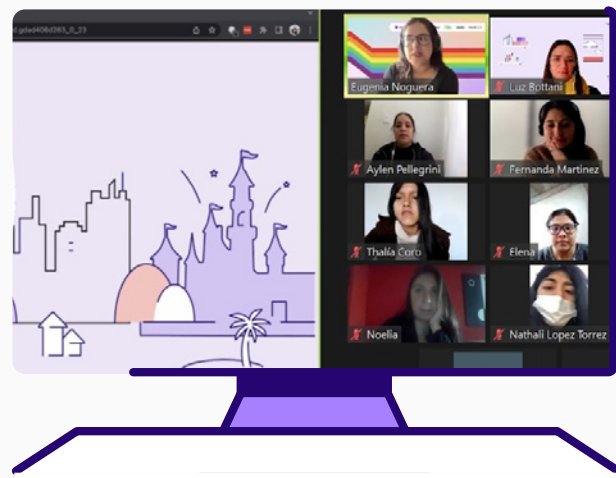 Eugenia Noguera
Luz Bottani
Aylen Pellegrini
Fernanda Martinez
Thalía Coro
Elena
Noelia
Nathali Lopez Torrez